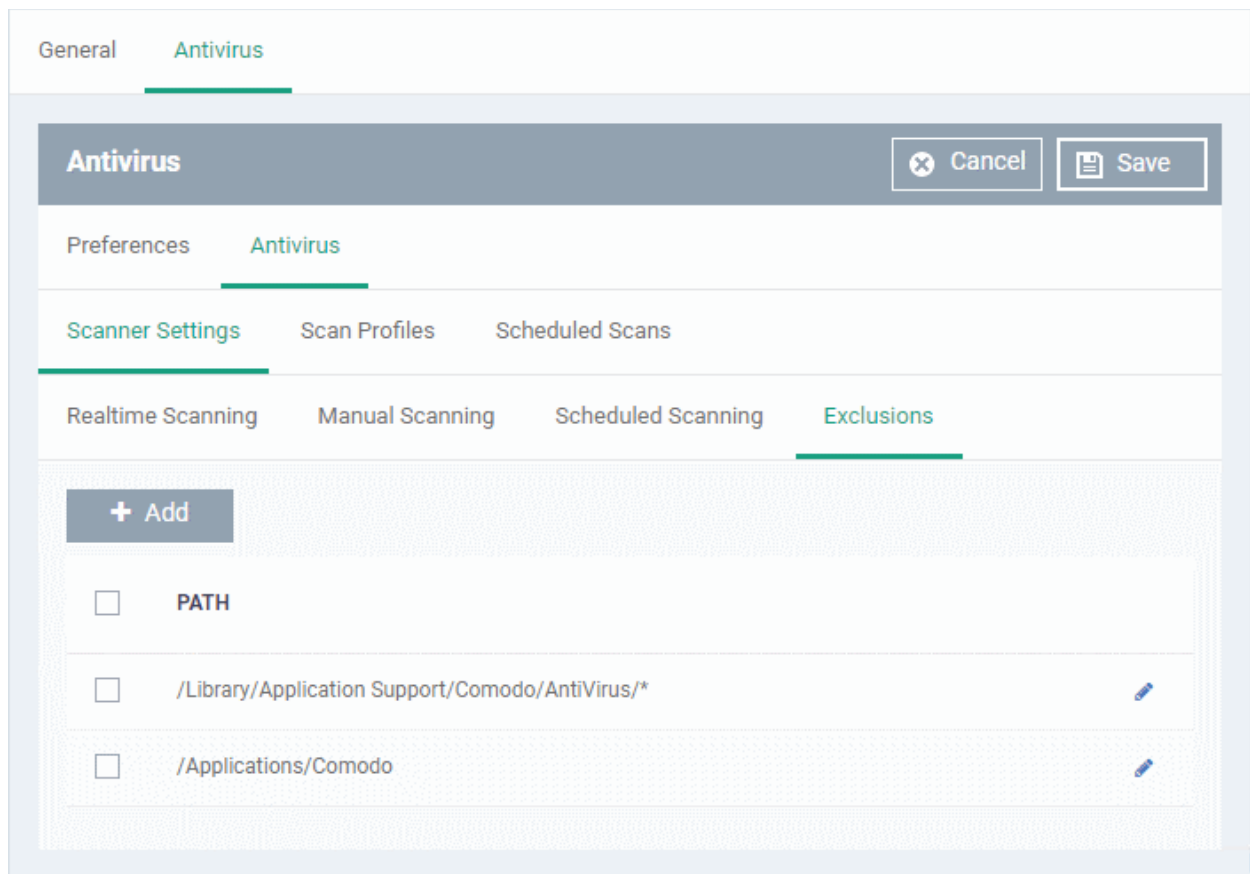 General Antivirus
Antivirus Cancel Save
Preferences Antivirus
Scanner Settings Scan Profiles Scheduled Scans
Realtime Scanning Manual Scanning Scheduled Scanning Exclusions
+ Add
PATH
/Library/Application Support/Comodo/AntiVirus/*
/Applications/Comodo